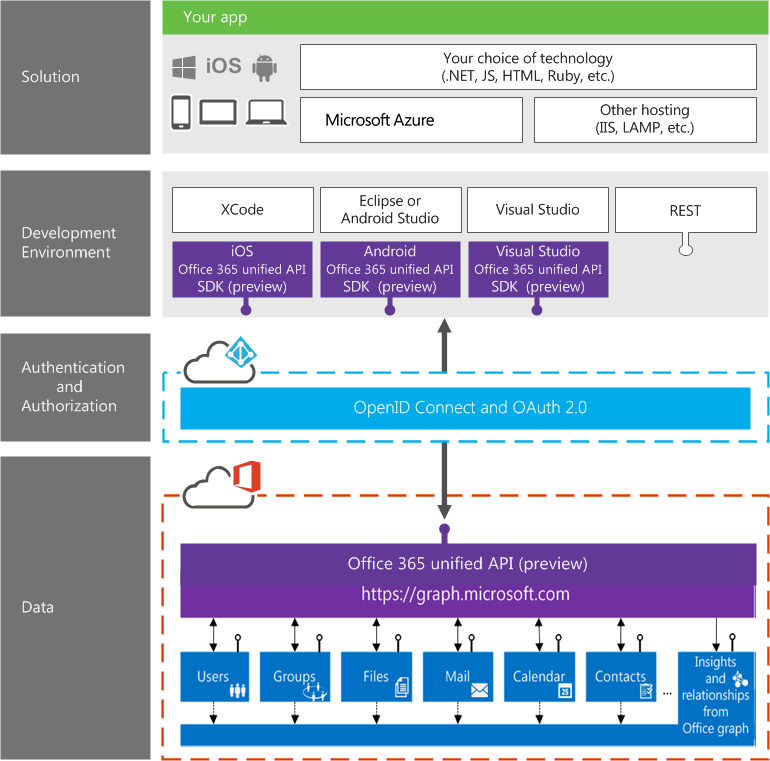 Your app
Solution
iOS
Your choice of technology
(.NET, JS, HTML, Ruby, etc.)
Microsoft Azure
Other hosting
(IIS, LAMP, etc.)
Development
Environment
XCode
Eclipse or
Android Studio
Visual Studio
REST
iOS
Office 365 unified API
SDK (preview)
Android
Office 365 unified API
SDK (preview)
Visual Studio
Office 365 unified API
SDK (preview)
Authentication
and
Authorization
OpenID Connect and OAuth 2.0
Data
Office 365 unified API (preview)
https://graph.microsoft.com
Users
Groups
Files
Mail
Calendar
25
Contacts
...
Insights
and
relationships
from
Office graph